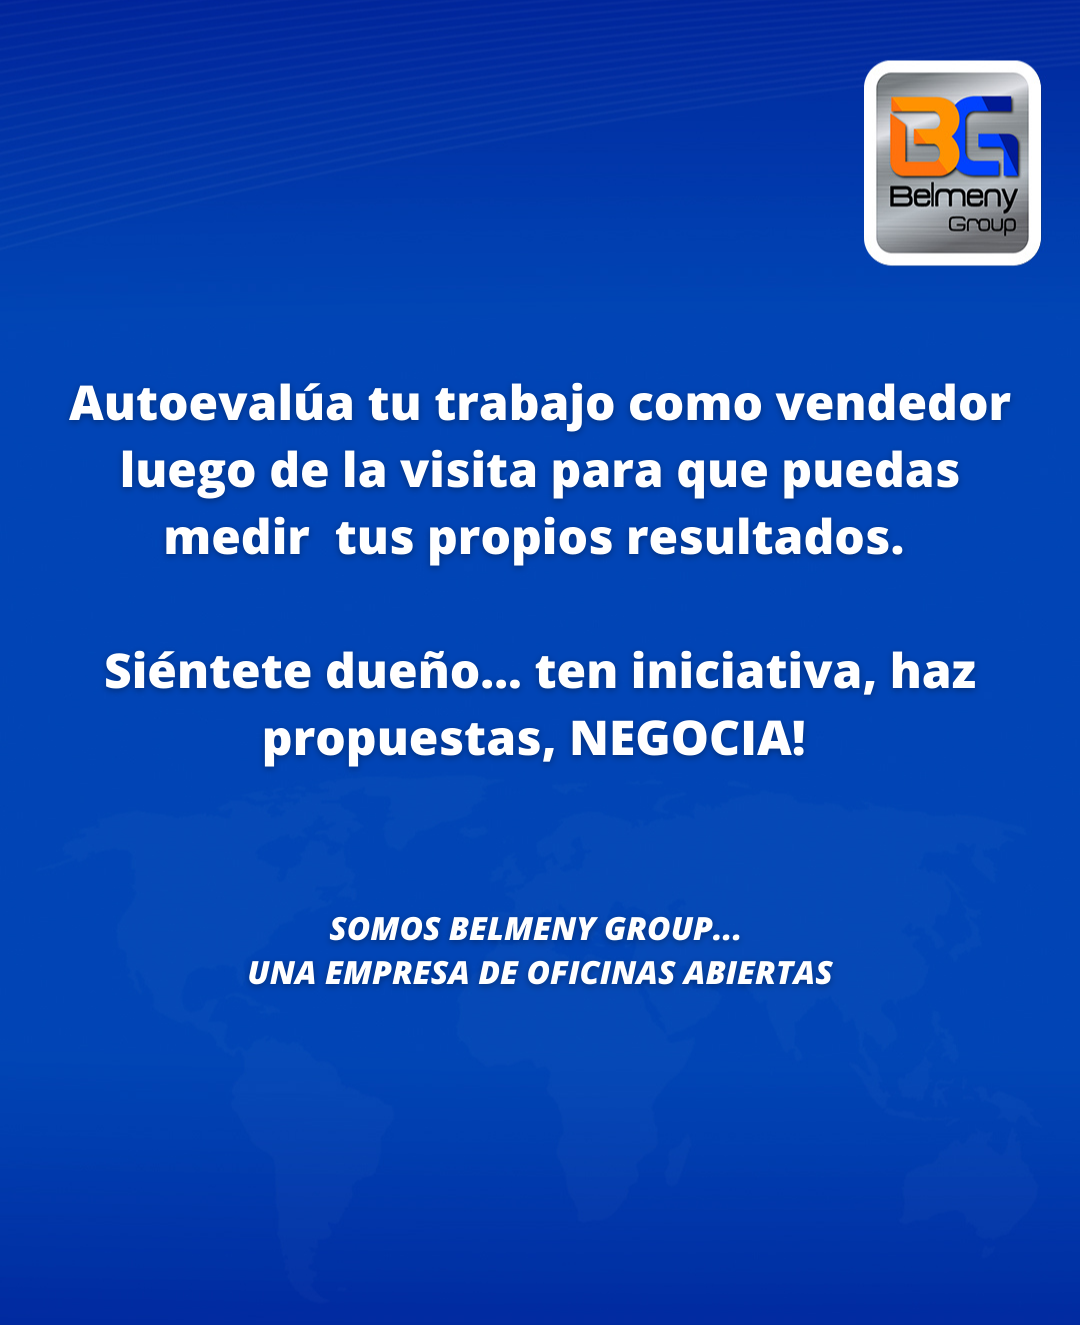 BG
Belmeny
Group
Autoevalúa tu trabajo como vendedor
luego de la visita para que puedas
medir  tus propios resultados.
Siéntete dueño... ten iniciativa, haz
propuestas, NEGOCIA!
SOMOS BELMENY GROUP...
UNA EMPRESA DE OFICINAS ABIERTAS